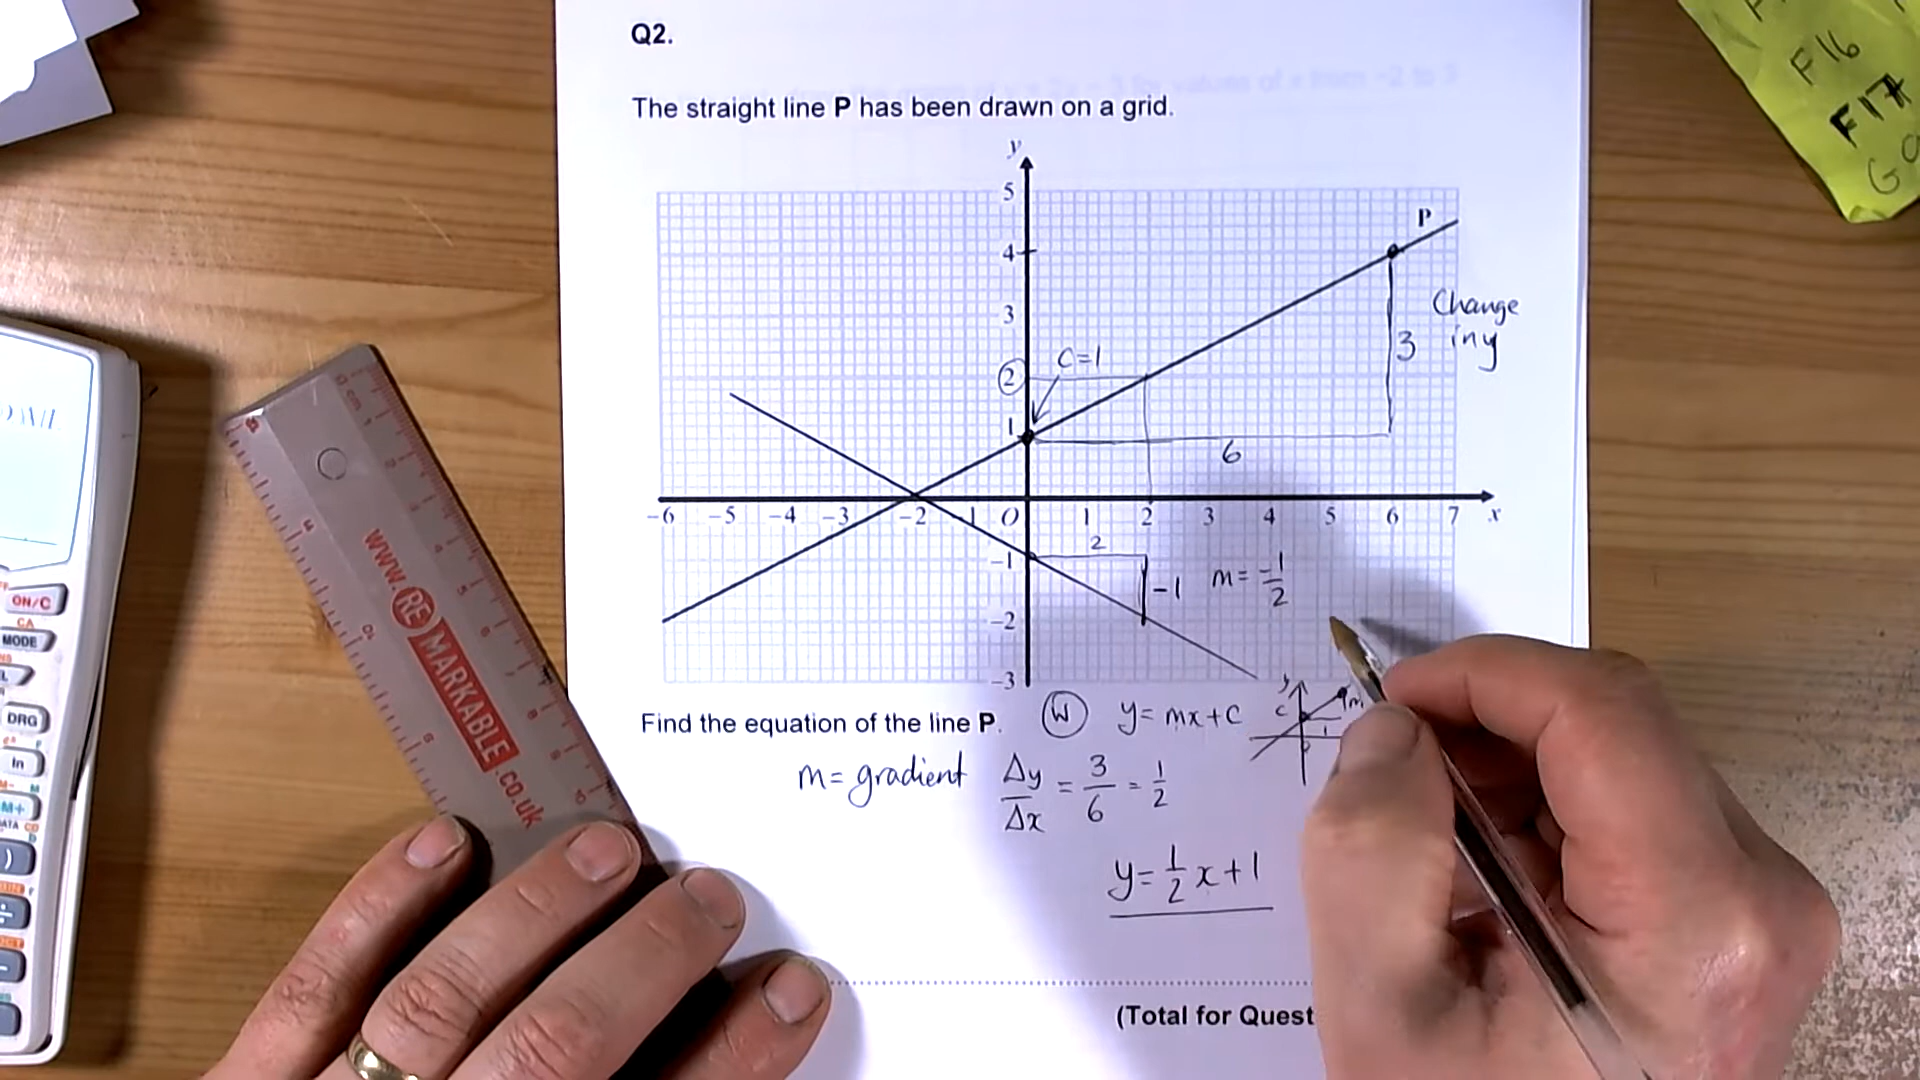 Q2.
The straight line P has been drawn on a grid.
y
5
4
3
2
1
P
Change
in y
3
C=1
6
-6 -5 -4 -3 -2 -1 O 1 2 3 4 5 6 7 x
2
-1
-1 m= -1/2
-2
-3
Find the equation of the line P. W y=mx+c
y
c
m
1
m= gradient Δy/Δx = 3/6 = 1/2
y=1/2x+1
(Total for Quest
www.REMARKABLE.co.uk
ON/C
CA
MODE
DRG
ln
M+
F16
F17